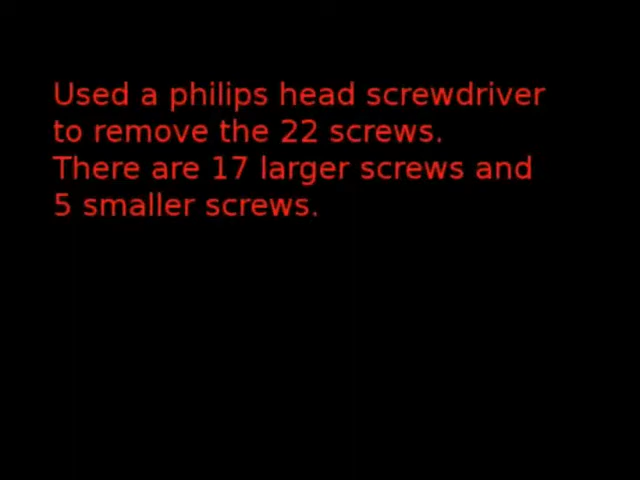 Used a philips head screwdriver
to remove the 22 screws.
There are 17 larger screws and
5 smaller screws.